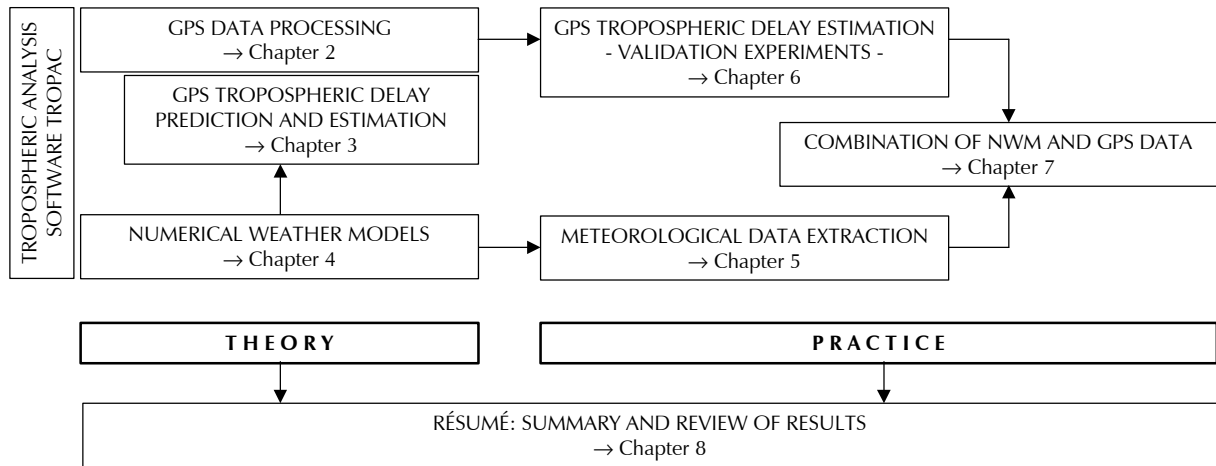 TROPOSPHERIC ANALYSIS
SOFTWARE TROPAC
GPS DATA PROCESSING
→ Chapter 2
GPS TROPOSPHERIC DELAY
PREDICTION AND ESTIMATION
→ Chapter 3
NUMERICAL WEATHER MODELS
→ Chapter 4
GPS TROPOSPHERIC DELAY ESTIMATION
- VALIDATION EXPERIMENTS -
→ Chapter 6
METEOROLOGICAL DATA EXTRACTION
→ Chapter 5
COMBINATION OF NWM AND GPS DATA
→ Chapter 7
THEORY
PRACTICE
RÉSUMÉ: SUMMARY AND REVIEW OF RESULTS
→ Chapter 8